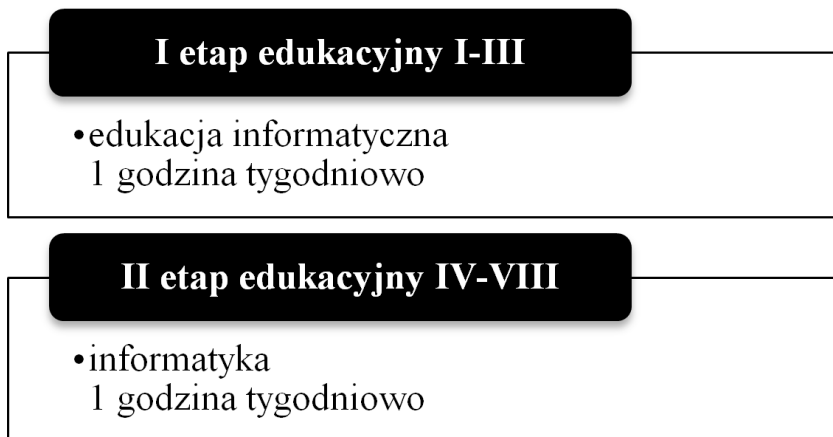 I etap edukacyjny I-III
•edukacja informatyczna
1 godzina tygodniowo
II etap edukacyjny IV-VIII
•informatyka
1 godzina tygodniowo